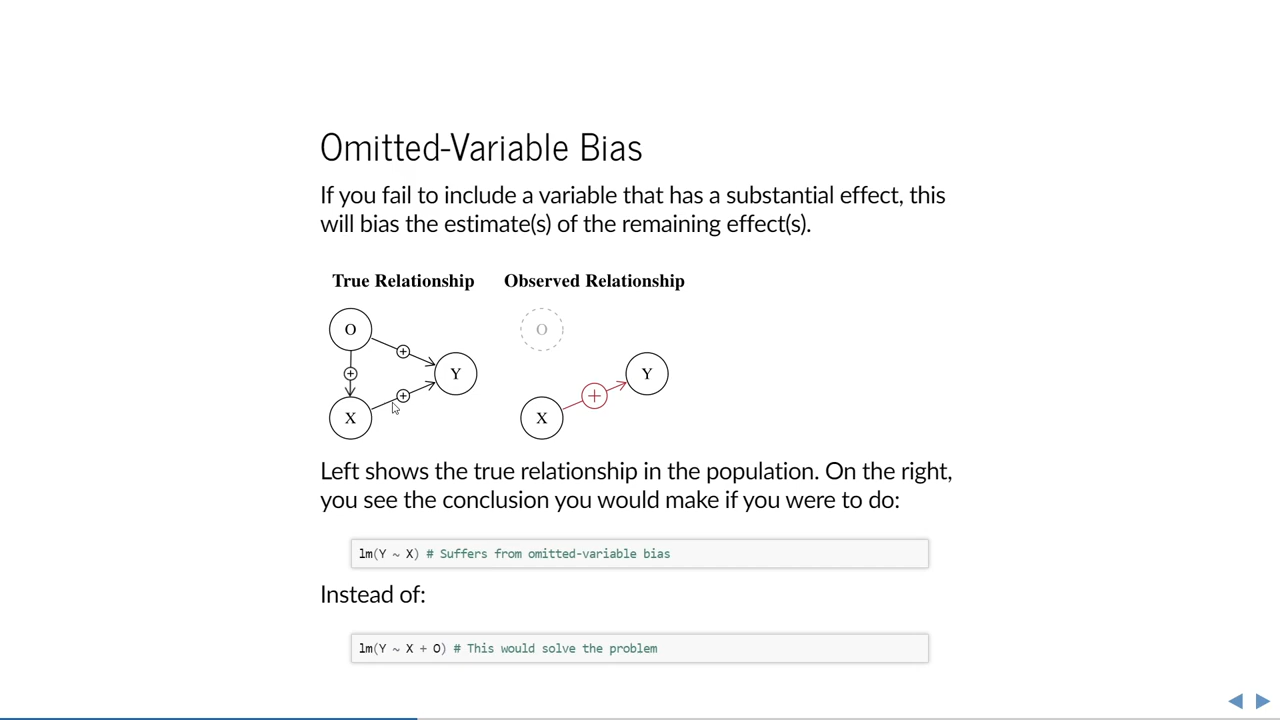 Omitted-Variable Bias
If you fail to include a variable that has a substantial effect, this
will bias the estimate(s) of the remaining effect(s).
True Relationship
Observed Relationship
O
+
+
Y
+
X
O
Y
+
X
Left shows the true relationship in the population. On the right,
you see the conclusion you would make if you were to do:
lm(Y ~ X) # Suffers from omitted-variable bias
Instead of:
lm(Y ~ X + O) # This would solve the problem